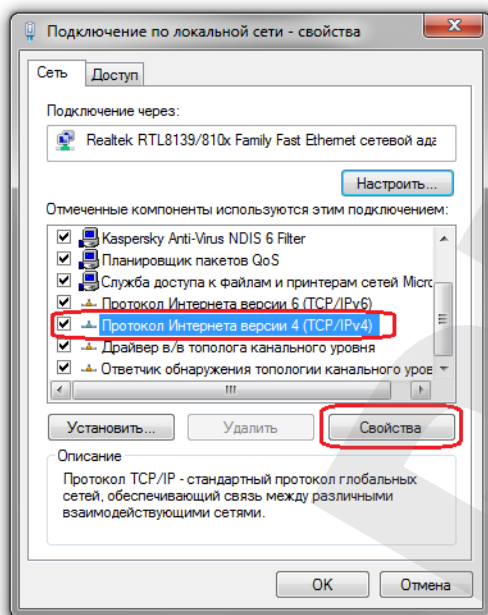 Подключение по локальной сети - свойства
Сеть
Доступ
Подключение через:
Realtek RTL8139/810x Family Fast Ethernet сетевой ада
Настроить...
Отмеченные компоненты используются этим подключением:
Kaspersky Anti-Virus NDIS 6 Filter
Планировщик пакетов QoS
Служба доступа к файлам и принтерам сетей Micro
Протокол Интернета версии 6 (TCP/IPv6)
Протокол Интернета версии 4 (TCP/IPv4)
Драйвер в/в тополога канального уровня
Ответчик обнаружения топологии канального уров
Установить...
Удалить
Свойства
Описание
Протокол TCP/IP - стандартный протокол глобальных
сетей, обеспечивающий связь между различными
взаимодействующими сетями.
OK
Отмена